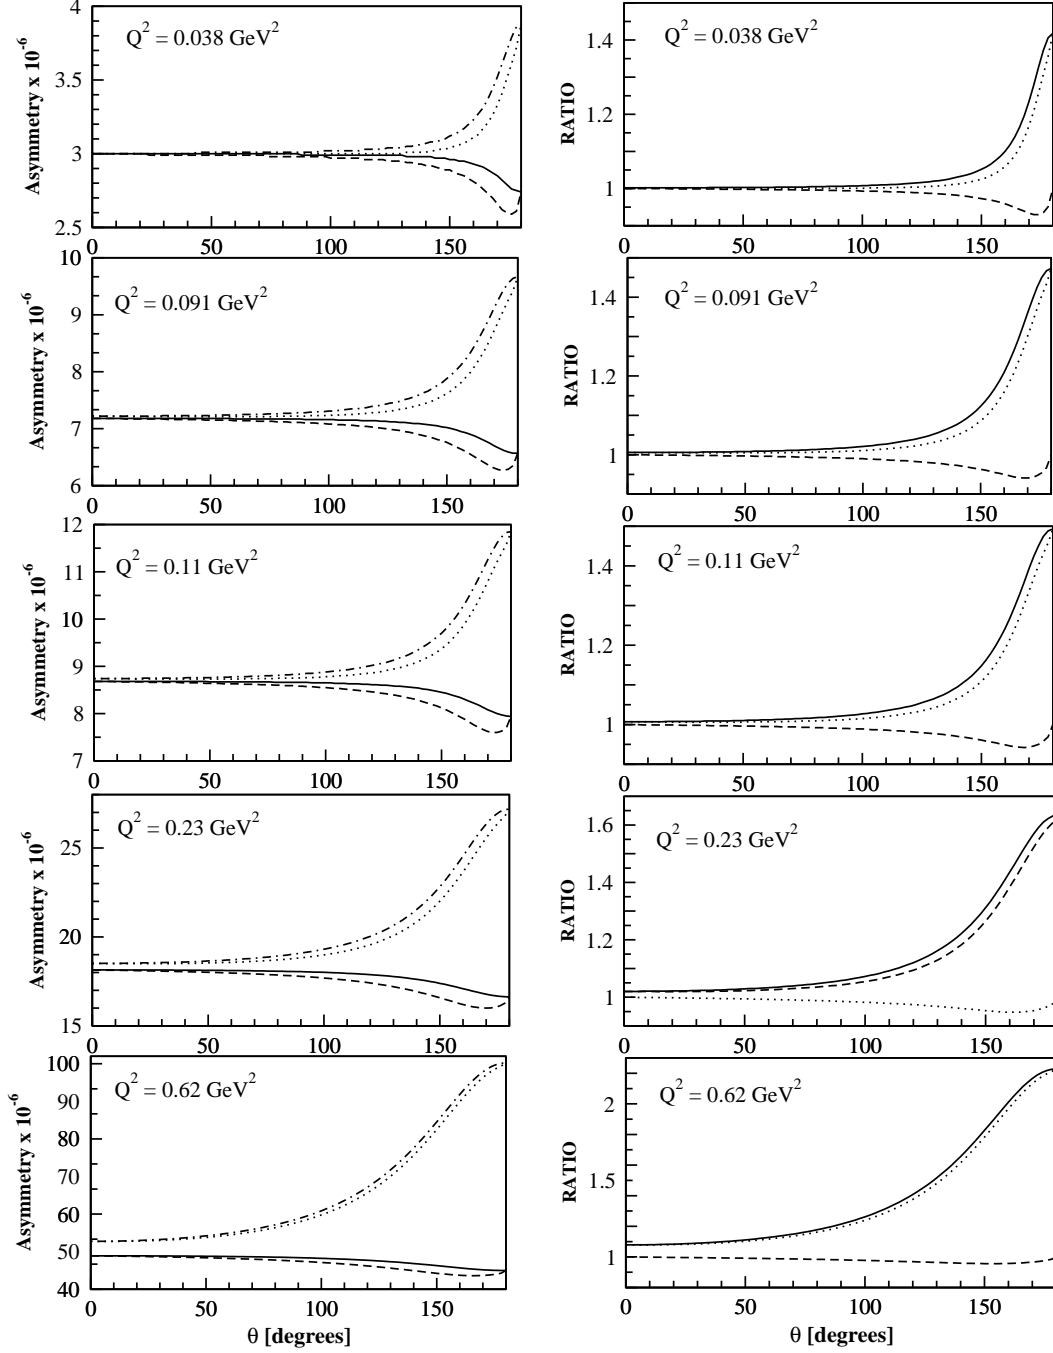 Q² = 0.038 GeV²
Asymmetry x 10⁻⁶
4
3.5
3
2.5
0 50 100 150
Q² = 0.038 GeV²
RATIO
1.4
1.2
1
0 50 100 150
Q² = 0.091 GeV²
Asymmetry x 10⁻⁶
10
9
8
7
6
0 50 100 150
Q² = 0.091 GeV²
RATIO
1.4
1.2
1
0 50 100 150
Q² = 0.11 GeV²
Asymmetry x 10⁻⁶
12
11
10
9
8
7
0 50 100 150
Q² = 0.11 GeV²
RATIO
1.4
1.2
1
0 50 100 150
Q² = 0.23 GeV²
Asymmetry x 10⁻⁶
25
20
15
0 50 100 150
Q² = 0.23 GeV²
RATIO
1.6
1.4
1.2
1
0 50 100 150
Q² = 0.62 GeV²
Asymmetry x 10⁻⁶
100
90
80
70
60
50
40
0 50 100 150
θ [degrees]
Q² = 0.62 GeV²
RATIO
2
1.5
1
0 50 100 150
θ [degrees]